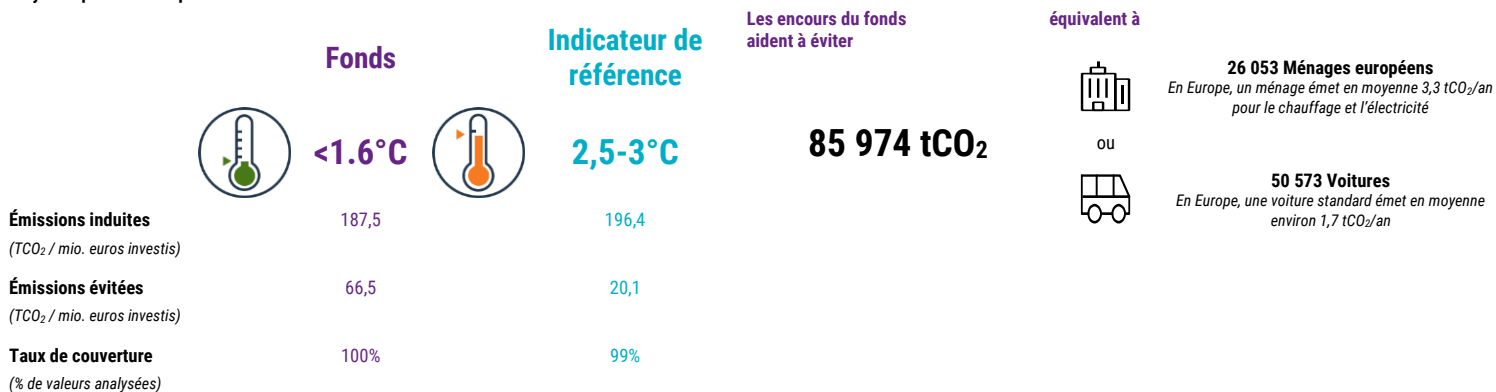 Fonds
Indicateur de
référence
<1.6°C
2,5-3°C
Émissions induites
187,5
196,4
(TCO₂ / mio. euros investis)
Émissions évitées
66,5
20,1
(TCO₂ / mio. euros investis)
Taux de couverture
100%
99%
(% de valeurs analysées)
Les encours du fonds
aident à éviter
85 974 tCO₂
équivalent à
26 053 Ménages européens
En Europe, un ménage émet en moyenne 3,3 tCO₂/an
pour le chauffage et l'électricité
ou
50 573 Voitures
En Europe, une voiture standard émet en moyenne
environ 1,7 tCO₂/an